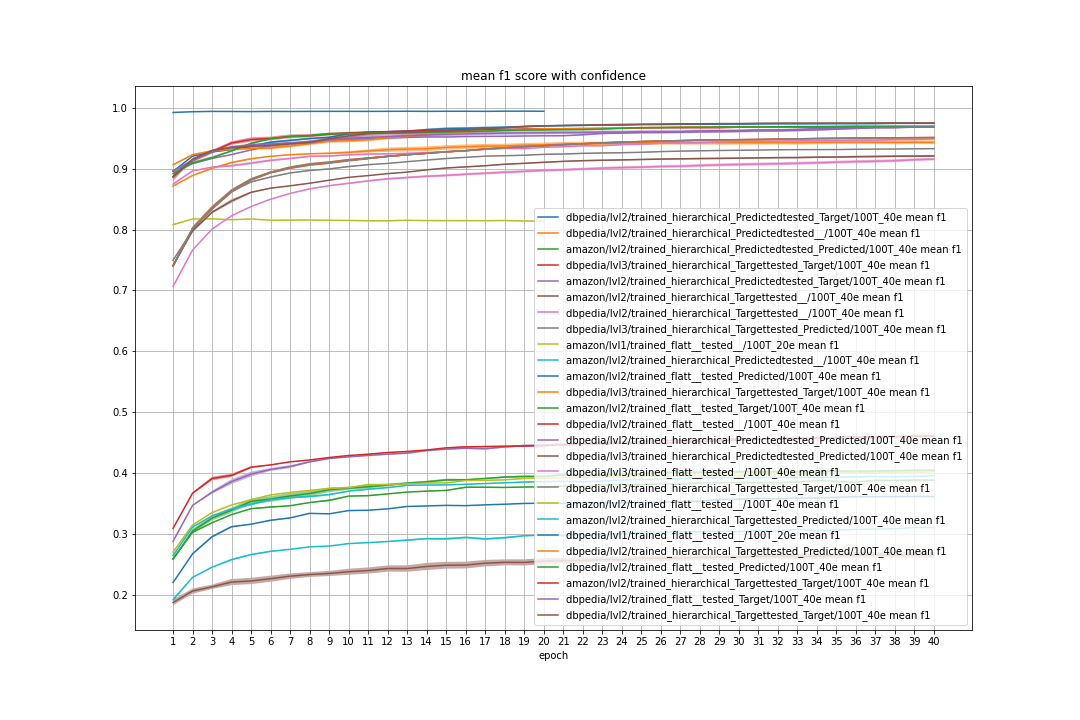 mean f1 score with confidence
1.0
0.9
0.8
0.7
0.6
0.5
0.4
0.3
0.2
dbpedia/lvl2/trained_hierarchical_Predictedtested_Target/100T_40e mean f1
dbpedia/lvl2/trained_hierarchical_Predictedtested__/100T_40e mean f1
amazon/lvl2/trained_hierarchical_Predictedtested_Predicted/100T_40e mean f1
dbpedia/lvl3/trained_hierarchical_Targettested_Target/100T_40e mean f1
amazon/lvl2/trained_hierarchical_Predictedtested_Target/100T_40e mean f1
amazon/lvl2/trained_hierarchical_Targettested__/100T_40e mean f1
dbpedia/lvl2/trained_hierarchical_Targettested__/100T_40e mean f1
dbpedia/lvl3/trained_hierarchical_Targettested_Predicted/100T_40e mean f1
amazon/lvl1/trained_flatt__tested__/100T_20e mean f1
amazon/lvl2/trained_hierarchical_Predictedtested__/100T_40e mean f1
amazon/lvl2/trained_flatt__tested_Predicted/100T_40e mean f1
dbpedia/lvl3/trained_hierarchical_Targettested_Target/100T_40e mean f1
amazon/lvl2/trained_flatt__tested_Target/100T_40e mean f1
dbpedia/lvl2/trained_flatt__tested__/100T_40e mean f1
dbpedia/lvl2/trained_hierarchical_Predictedtested_Predicted/100T_40e mean f1
dbpedia/lvl3/trained_hierarchical_Predictedtested_Predicted/100T_40e mean f1
dbpedia/lvl3/trained_flatt__tested__/100T_40e mean f1
dbpedia/lvl3/trained_hierarchical_Targettested__/100T_40e mean f1
amazon/lvl2/trained_flatt__tested__/100T_40e mean f1
amazon/lvl2/trained_hierarchical_Targettested_Predicted/100T_40e mean f1
dbpedia/lvl1/trained_flatt__tested__/100T_20e mean f1
dbpedia/lvl2/trained_hierarchical_Targettested_Predicted/100T_40e mean f1
dbpedia/lvl2/trained_flatt__tested_Predicted/100T_40e mean f1
amazon/lvl2/trained_hierarchical_Targettested_Target/100T_40e mean f1
dbpedia/lvl2/trained_flatt__tested_Target/100T_40e mean f1
dbpedia/lvl2/trained_hierarchical_Targettested_Target/100T_40e mean f1
1 2 3 4 5 6 7 8 9 10 11 12 13 14 15 16 17 18 19 20 21 22 23 24 25 26 27 28 29 30 31 32 33 34 35 36 37 38 39 40
epoch